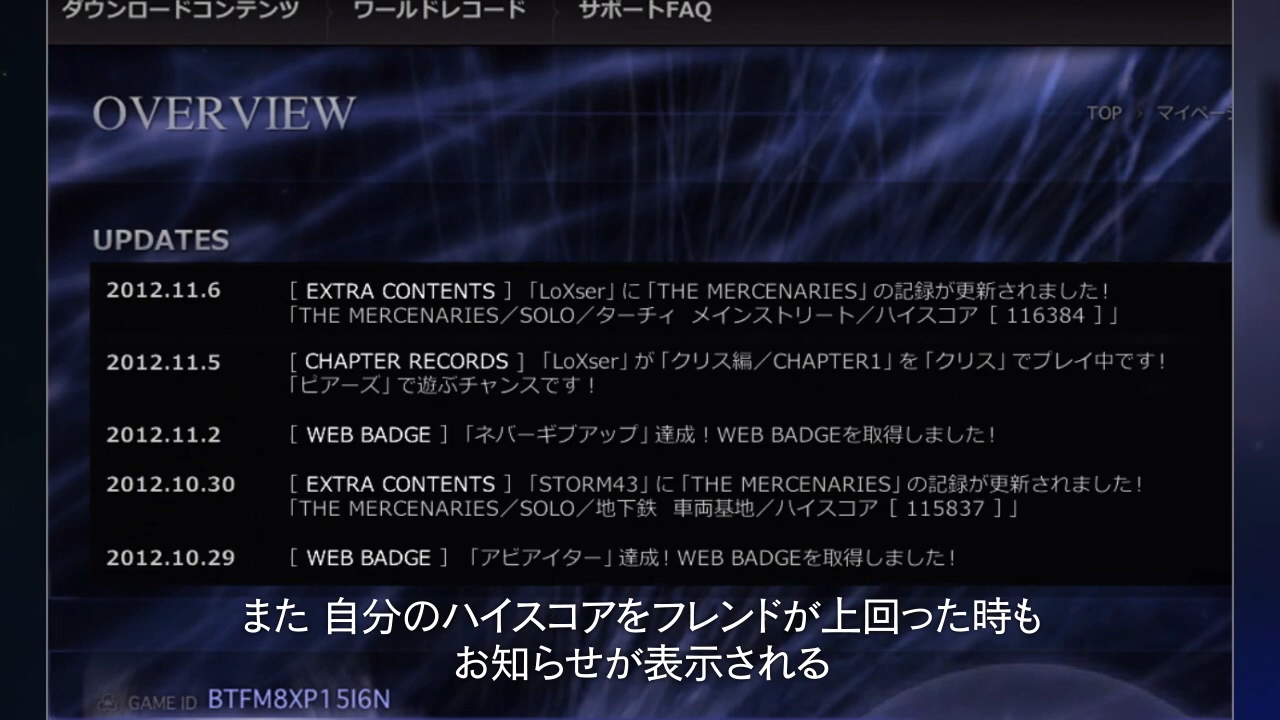 ダウンロードコンテンツ ワールドレコード サポートFAQ
OVERVIEW
TOP › マイページ
UPDATES
2012.11.6 [ EXTRA CONTENTS ] 「LoXser」に「THE MERCENARIES」の記録が更新されました!
「THE MERCENARIES/SOLO/ターチィ メインストリート/ハイスコア [ 116384 ] 」
2012.11.5 [ CHAPTER RECORDS ] 「LoXser」が「クリス編/CHAPTER1」を「クリス」でプレイ中です!
「ピアーズ」で遊ぶチャンスです!
2012.11.2 [ WEB BADGE ] 「ネバーギブアップ」達成!WEB BADGEを取得しました!
2012.10.30 [ EXTRA CONTENTS ] 「STORM43」に「THE MERCENARIES」の記録が更新されました!
「THE MERCENARIES/SOLO/地下鉄 車両基地/ハイスコア [ 115837 ] 」
2012.10.29 [ WEB BADGE ] 「アビアイター」達成!WEB BADGEを取得しました!
また 自分のハイスコアをフレンドが上回った時も
お知らせが表示される
GAME ID BTFM8XP15I6N